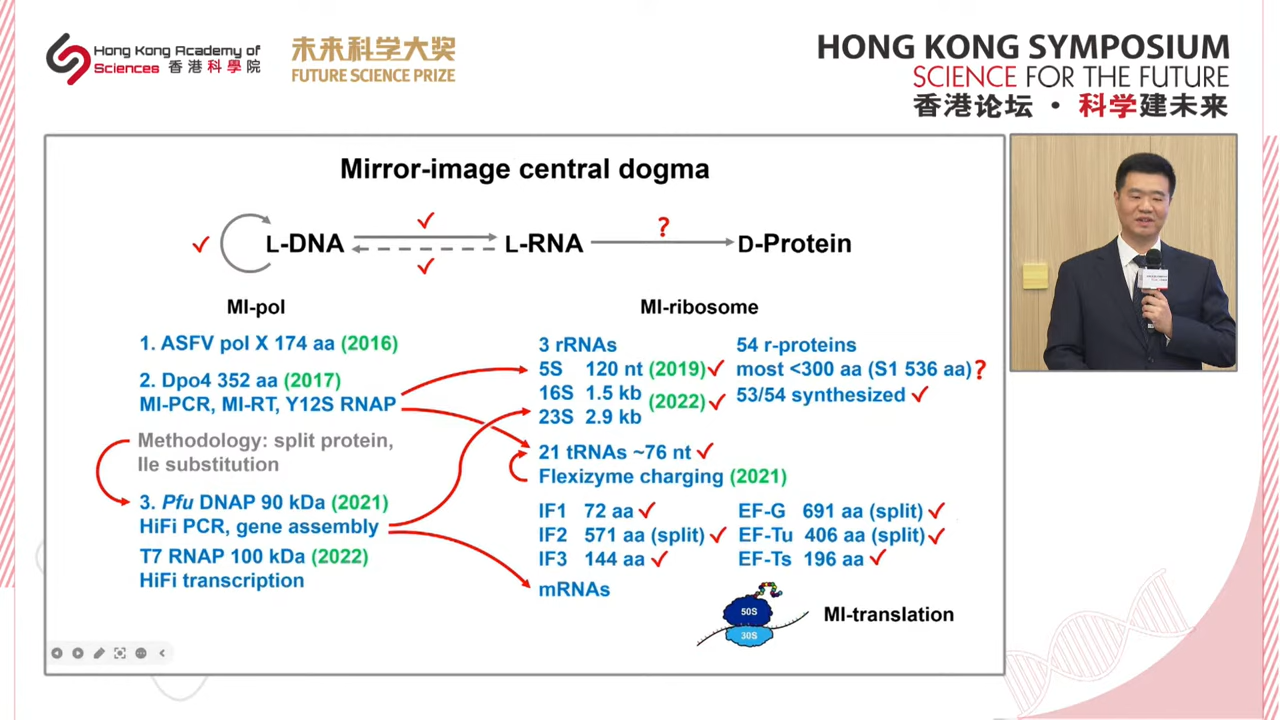 Hong Kong Academy of
Sciences 香港科學院
未来科学大奖
FUTURE SCIENCE PRIZE
HONG KONG SYMPOSIUM
SCIENCE FOR THE FUTURE
香港论坛 · 科学建未来
Mirror-image central dogma
✓ L-DNA ✓ ✓ L-RNA ? D-Protein
MI-pol
1. ASFV pol X 174 aa (2016)
2. Dpo4 352 aa (2017)
MI-PCR, MI-RT, Y12S RNAP
Methodology: split protein,
Ile substitution
3. Pfu DNAP 90 kDa (2021)
HiFi PCR, gene assembly
T7 RNAP 100 kDa (2022)
HiFi transcription
MI-ribosome
3 rRNAs
5S 120 nt (2019) ✓
16S 1.5 kb
(2022) ✓
23S 2.9 kb
54 r-proteins
most <300 aa (S1 536 aa) ?
53/54 synthesized ✓
21 tRNAs ~76 nt ✓
Flexizyme charging (2021)
IF1 72 aa ✓
IF2 571 aa (split) ✓
IF3 144 aa ✓
EF-G 691 aa (split) ✓
EF-Tu 406 aa (split) ✓
EF-Ts 196 aa ✓
mRNAs
50S
30S
MI-translation